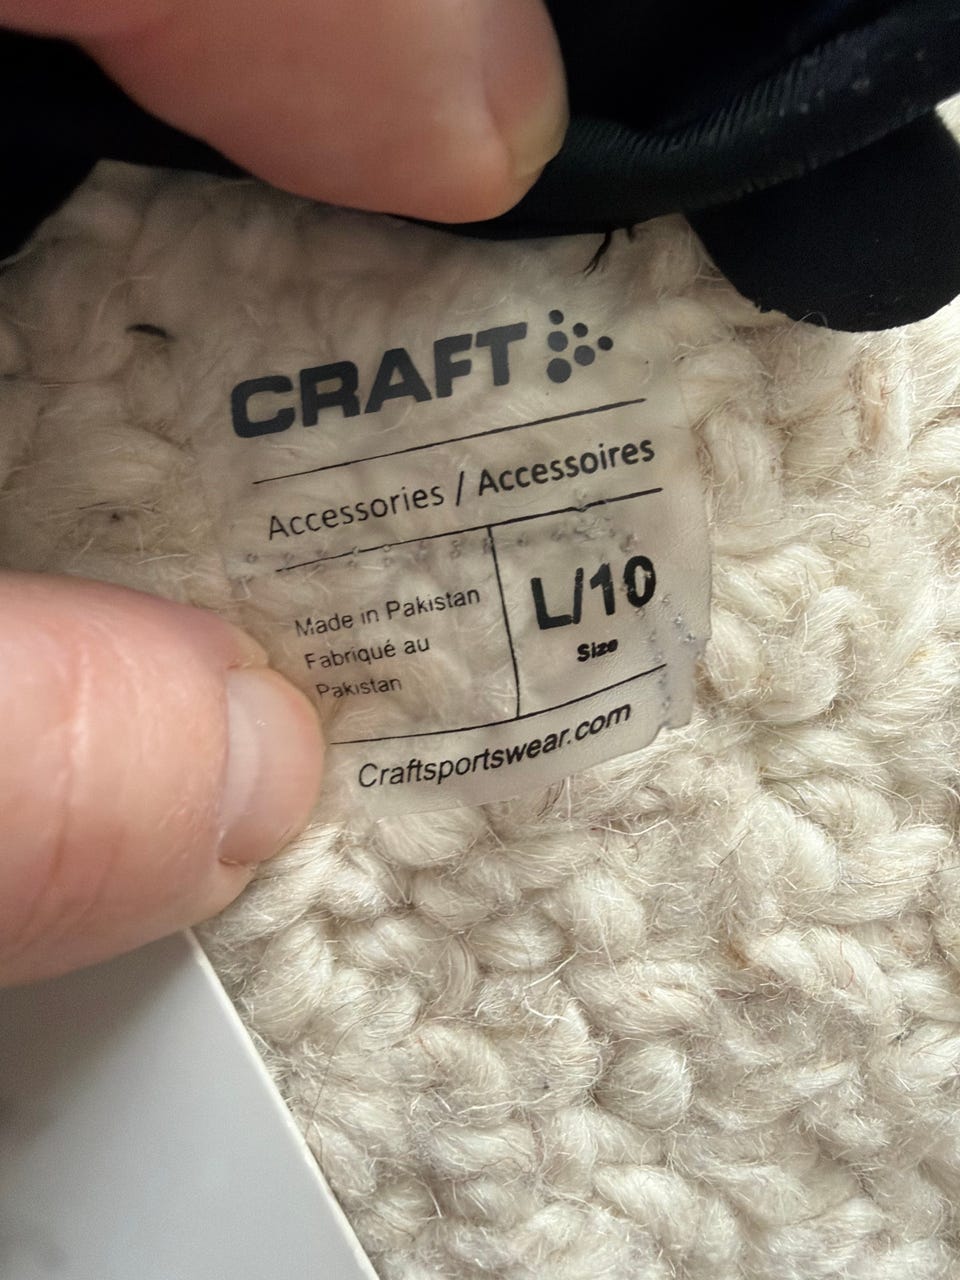 CRAFT
Accessories / Accessoires
Made in Pakistan
Fabriqué au
Pakistan
L/10
Size
Craftsportswear.com